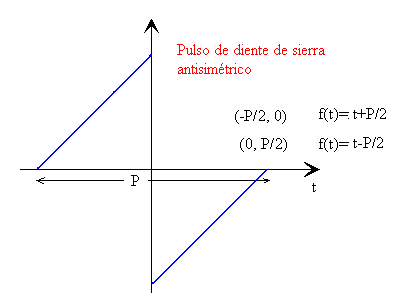 Pulso de diente de sierra
antisimétrico
(-P/2, 0) f(t)= t+P/2
(0, P/2) f(t)= t-P/2
P
t